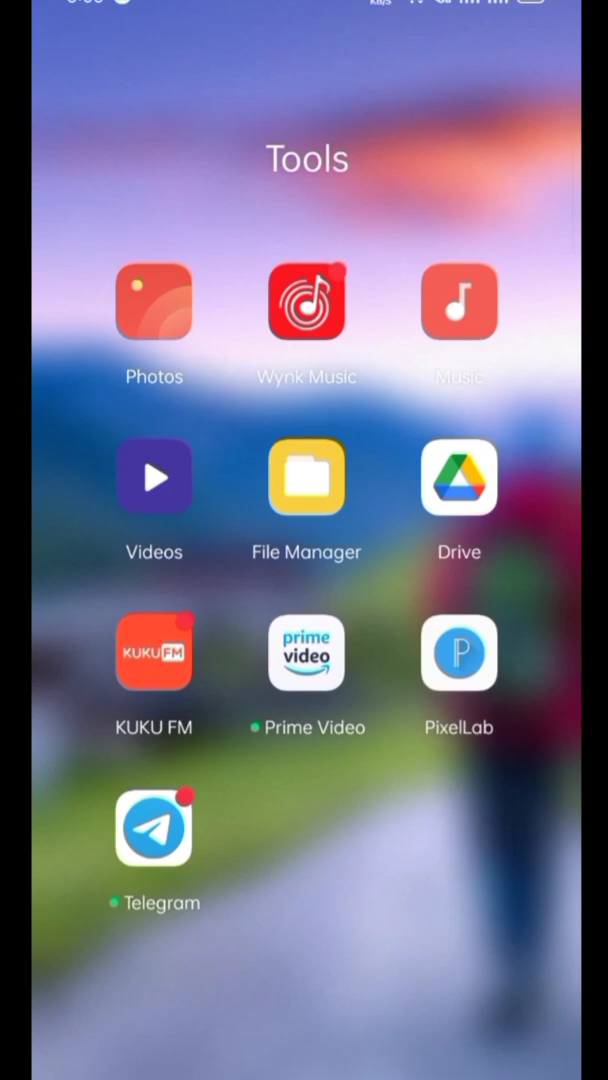 KB/S
Tools
Photos
Wynk Music
Music
Videos
File Manager
Drive
KUKU FM
prime
video
KUKU FM
Prime Video
PixelLab
Telegram